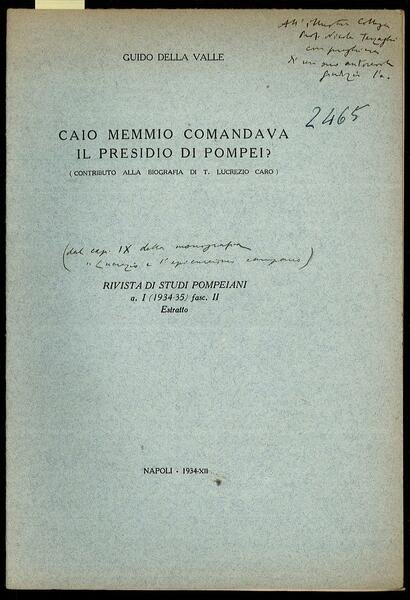 All'illustre Collega
Prof. Nicola Terzaghi
con preghiera
di un suo autorevole
giudizio l'a.
2465
GUIDO DELLA VALLE
CAIO MEMMIO COMANDAVA
IL PRESIDIO DI POMPEI?
(CONTRIBUTO ALLA BIOGRAFIA DI T. LUCREZIO CARO)
(dal cap. IX della monografia
"Lucrezio e l'epicureismo campano)
RIVISTA DI STUDI POMPEIANI
a. I (1934-35) fasc. II
Estratto
NAPOLI - 1934-XII